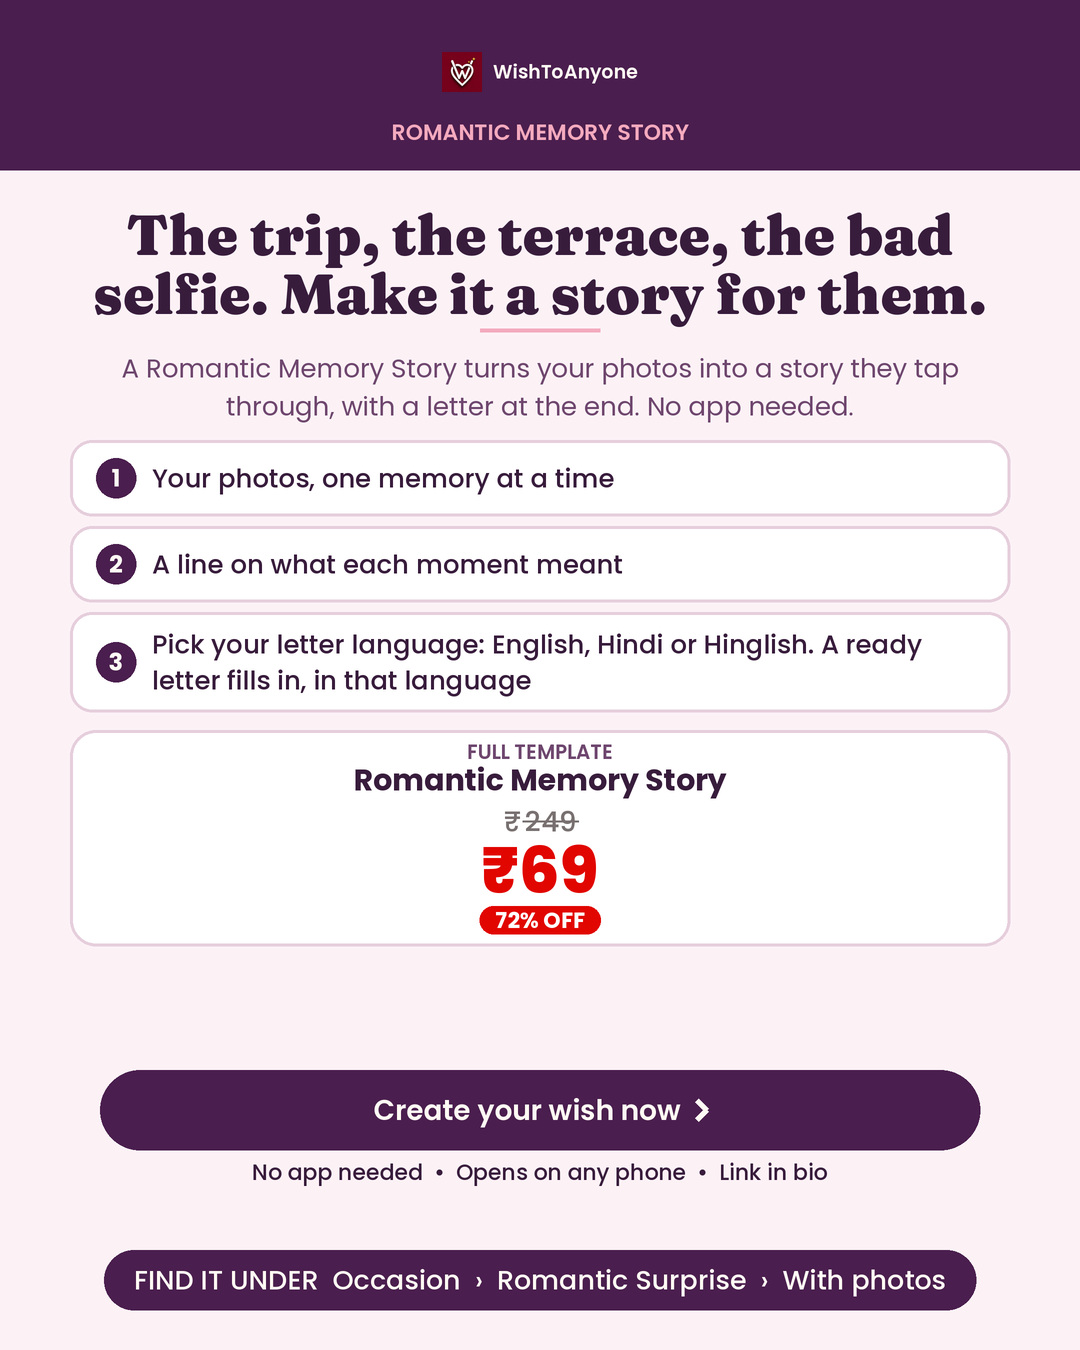 WishToAnyone
ROMANTIC MEMORY STORY
The trip, the terrace, the bad
selfie. Make it a story for them.
A Romantic Memory Story turns your photos into a story they tap
through, with a letter at the end. No app needed.
1 Your photos, one memory at a time
2 A line on what each moment meant
3 Pick your letter language: English, Hindi or Hinglish. A ready
letter fills in, in that language
FULL TEMPLATE
Romantic Memory Story
₹249
₹69
72% OFF
Create your wish now ›
No app needed • Opens on any phone • Link in bio
FIND IT UNDER Occasion › Romantic Surprise › With photos